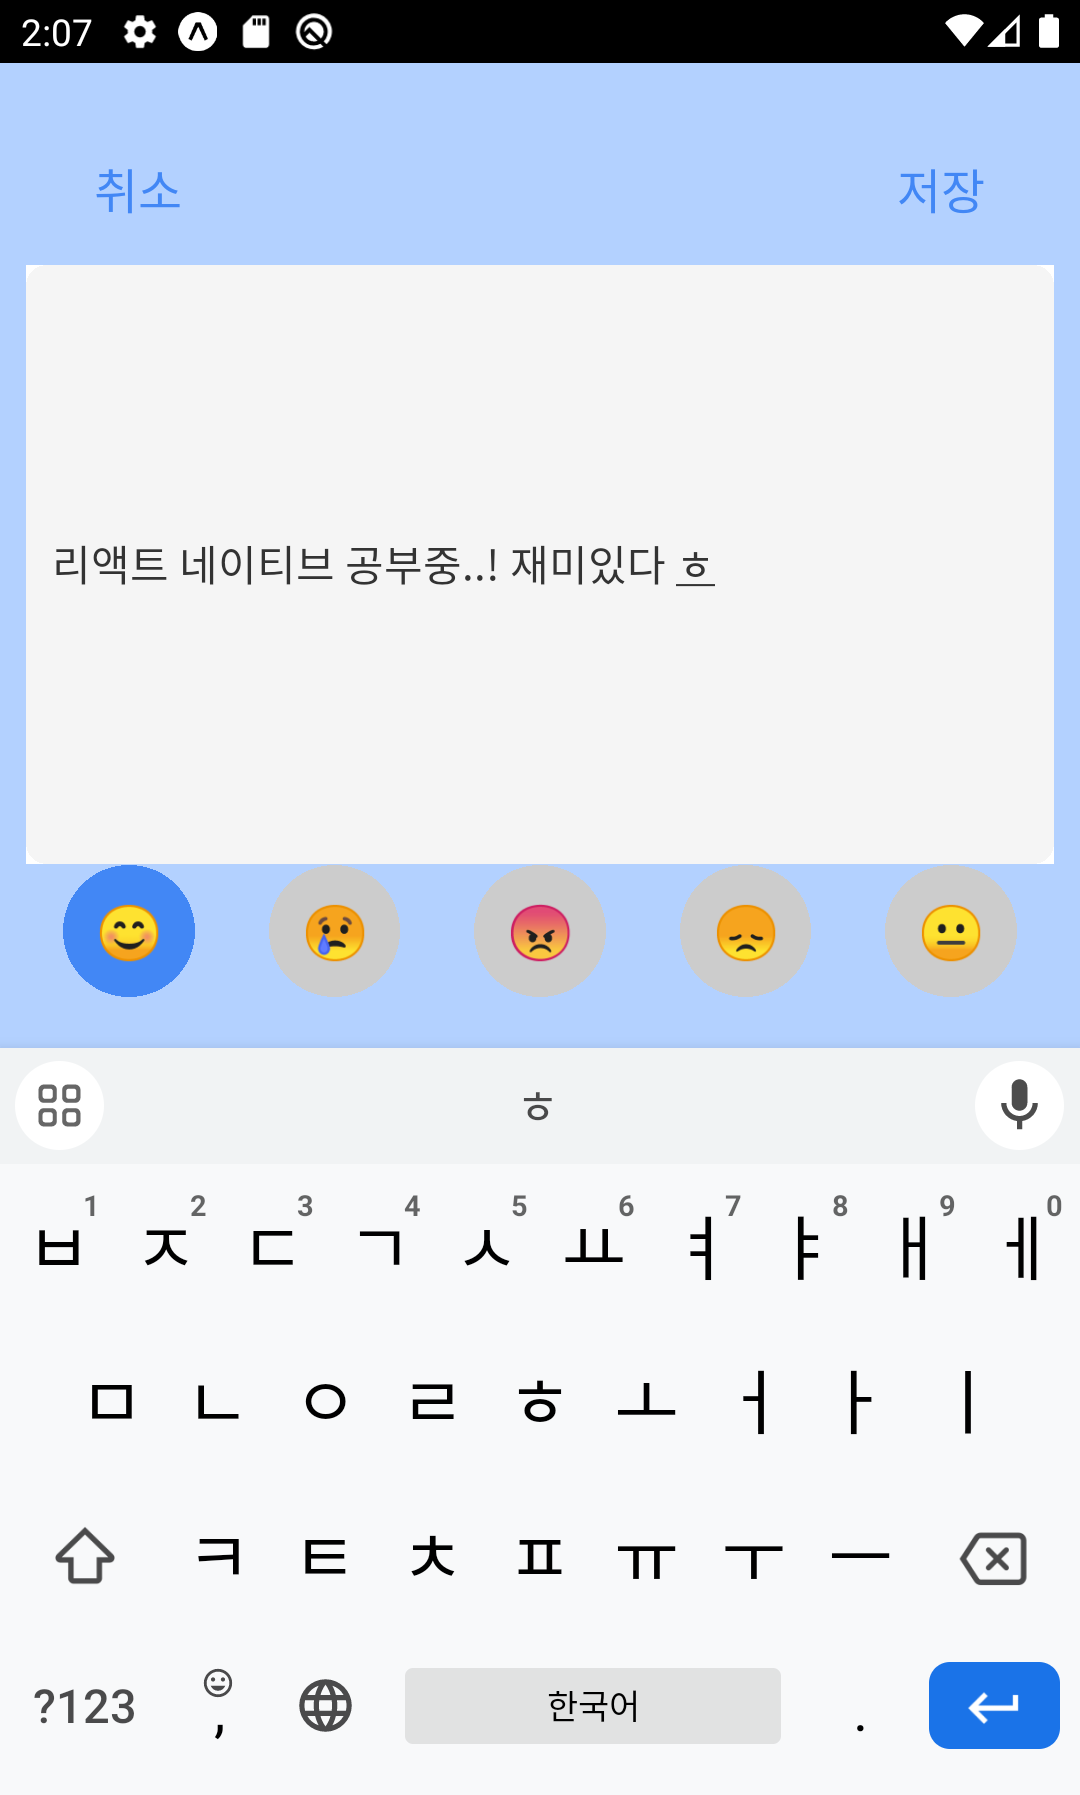 2:07
취소 저장
리액트 네이티브 공부중..! 재미있다 ㅎ
ㅎ
1 2 3 4 5 6 7 8 9 0
ㅂ ㅈ ㄷ ㄱ ㅅ ㅛ ㅕ ㅑ ㅐ ㅔ
ㅁ ㄴ ㅇ ㄹ ㅎ ㅗ ㅓ ㅏ ㅣ
ㅋ ㅌ ㅊ ㅍ ㅠ ㅜ ㅡ
?123 , 한국어 .